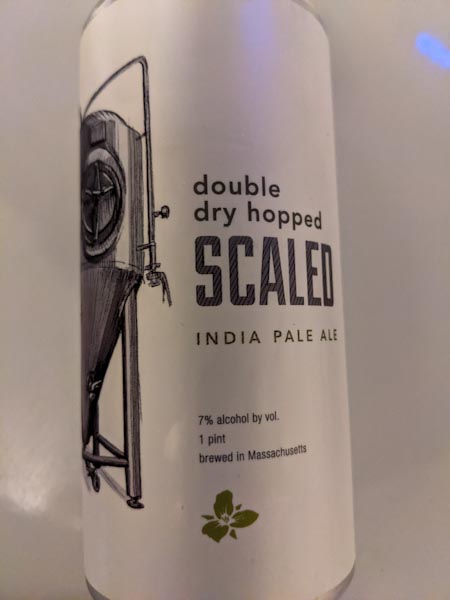 double
dry hopped
SCALED
INDIA PALE ALE
7% alcohol by vol.
1 pint
brewed in Massachusetts